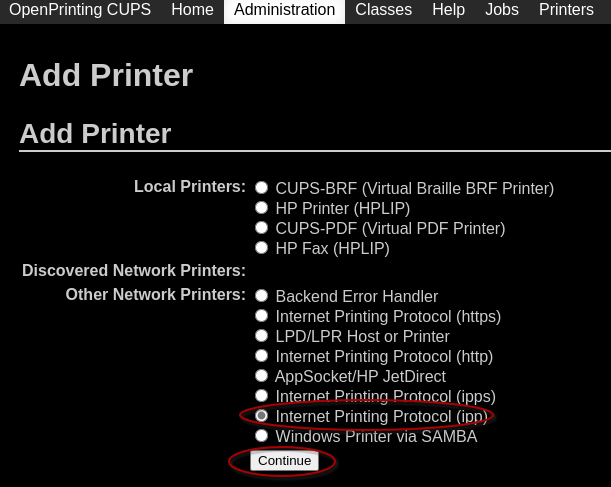 OpenPrinting CUPS Home Administration Classes Help Jobs Printers
Add Printer
Add Printer
Local Printers: CUPS-BRF (Virtual Braille BRF Printer)
HP Printer (HPLIP)
CUPS-PDF (Virtual PDF Printer)
HP Fax (HPLIP)
Discovered Network Printers:
Other Network Printers: Backend Error Handler
Internet Printing Protocol (https)
LPD/LPR Host or Printer
Internet Printing Protocol (http)
AppSocket/HP JetDirect
Internet Printing Protocol (ipps)
Internet Printing Protocol (ipp)
Windows Printer via SAMBA
Continue